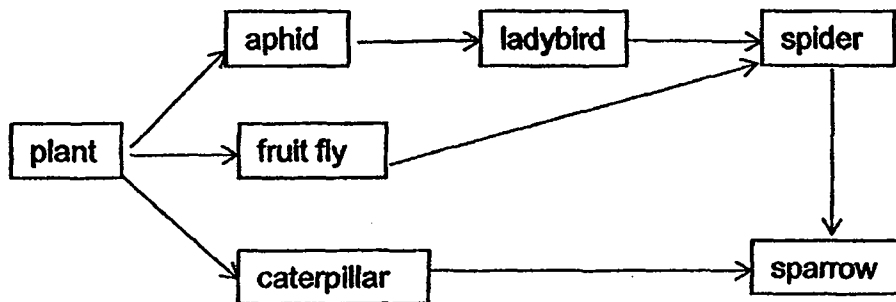 aphid ladybird spider
plant fruit fly
caterpillar sparrow